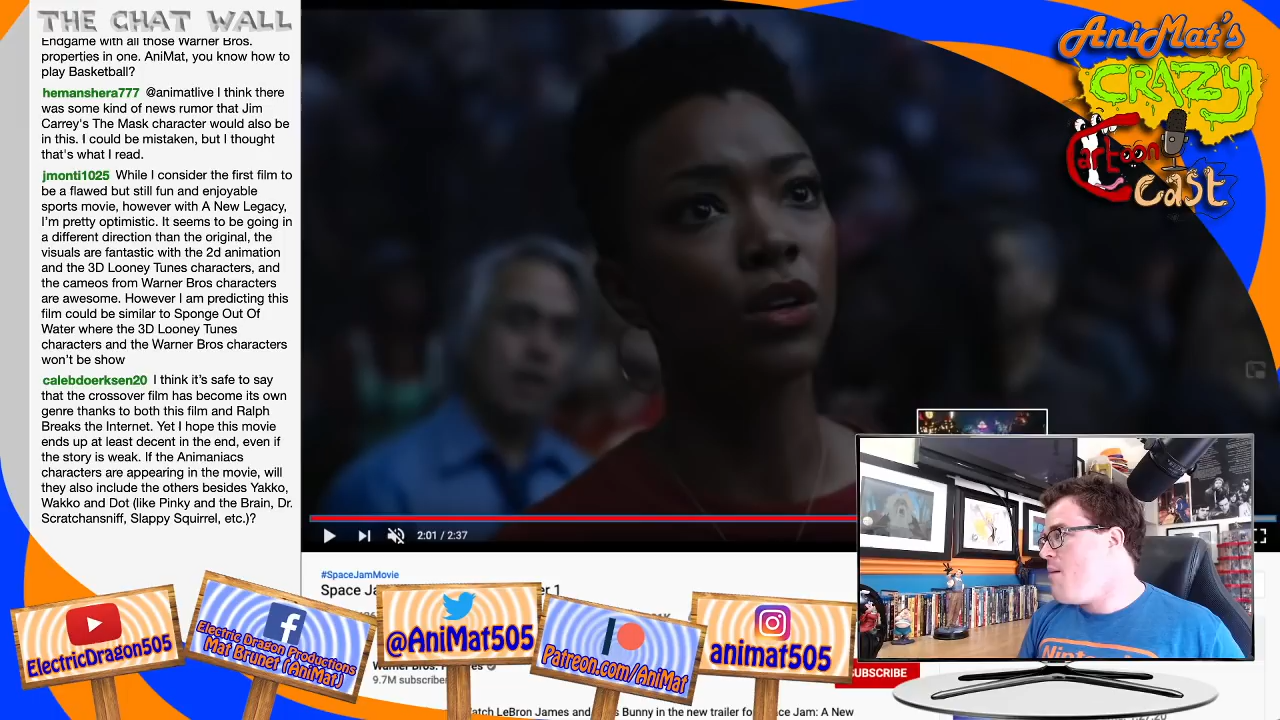 THE CHAT WALL
Endgame with all those Warner Bros.
properties in one. AniMat, you know how to
play Basketball?
hemanshera777 @animatlive I think there
was some kind of news rumor that Jim
Carrey's The Mask character would also be
in this. I could be mistaken, but I thought
that's what I read.
jmonti1025 While I consider the first film to
be a flawed but still fun and enjoyable
sports movie, however with A New Legacy,
I'm pretty optimistic. It seems to be going in
a different direction than the original, the
visuals are fantastic with the 2d animation
and the 3D Looney Tunes characters, and
the cameos from Warner Bros characters
are awesome. However I am predicting this
film could be similar to Sponge Out Of
Water where the 3D Looney Tunes
characters and the Warner Bros characters
won't be show
calebdoerksen20 I think it's safe to say
that the crossover film has become its own
genre thanks to both this film and Ralph
Breaks the Internet. Yet I hope this movie
ends up at least decent in the end, even if
the story is weak. If the Animaniacs
characters are appearing in the movie, will
they also include the others besides Yakko,
Wakko and Dot (like Pinky and the Brain, Dr.
Scratchansniff, Slappy Squirrel, etc.)?
AniMat's
CRAZY
Cartoon
Cast
2:01 / 2:37
#SpaceJamMovie
Space Ja
er 1
9.7M subscribe
SUBSCRIBE
atch LeBron James and
s Bunny in the new trailer fo
ce Jam: A New
Nintendo
ElectricDragon505
Electric Dragon Productions
Mat Brunet (AniMat)
@AniMat505
Patreon.com/AniMat
animat505